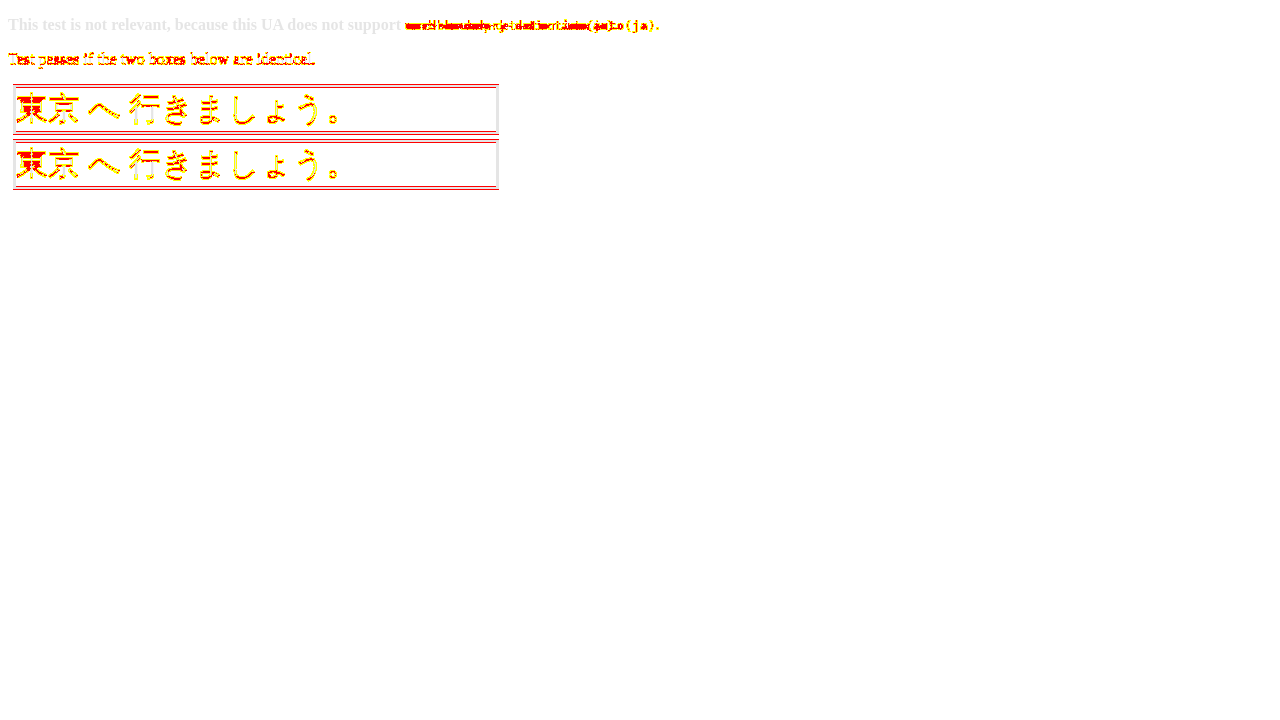 This test is not relevant, because this UA does not support
Test passes if the two boxes below are identical.
東京 へ 行きましょう。
東京 へ 行きましょう。